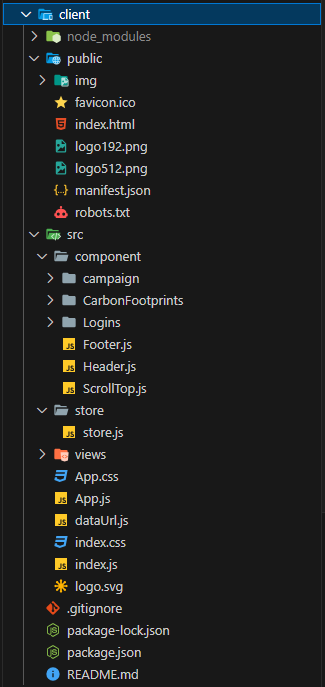 client
node_modules
public
img
favicon.ico
index.html
logo192.png
logo512.png
manifest.json
robots.txt
src
component
campaign
CarbonFootprints
Logins
Footer.js
Header.js
ScrollTop.js
store
store.js
views
App.css
App.js
dataUrl.js
index.css
index.js
logo.svg
.gitignore
package-lock.json
package.json
README.md